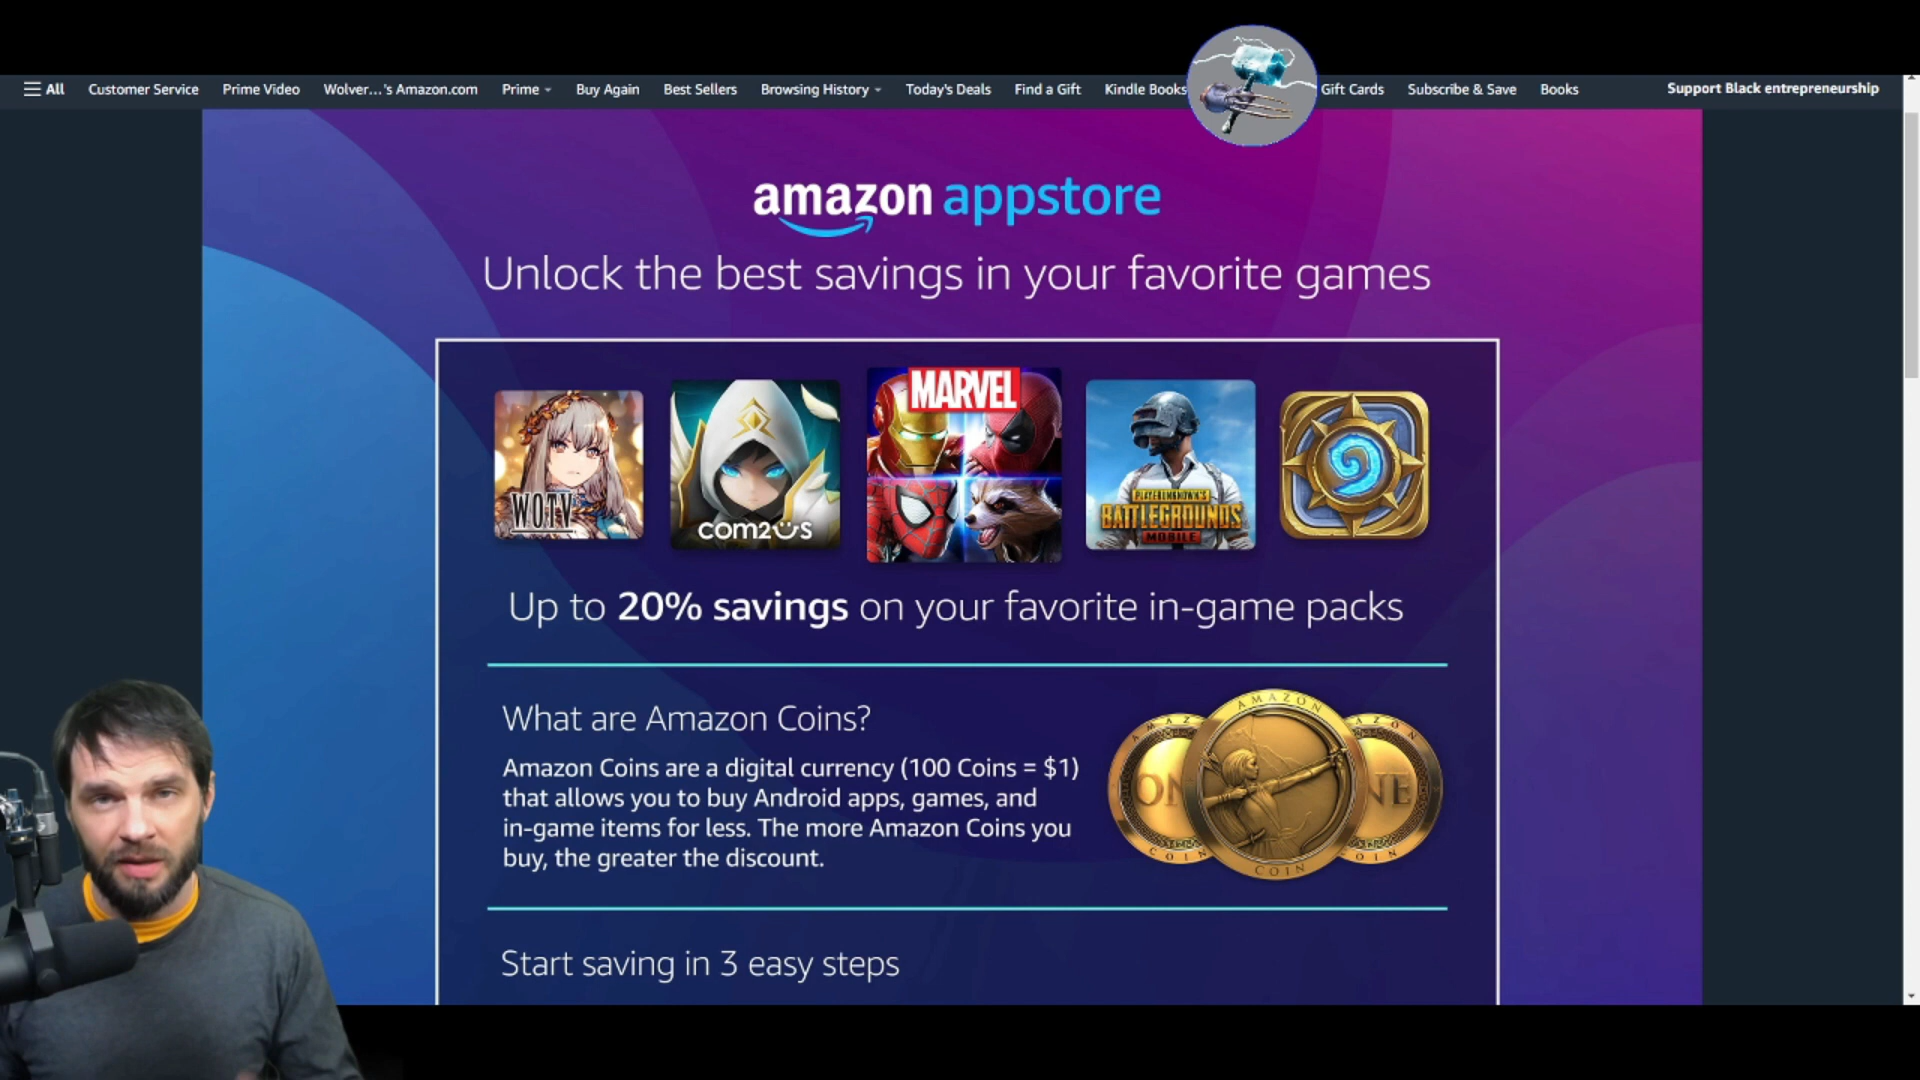 All Customer Service Prime Video Wolver...'s Amazon.com Prime Buy Again Best Sellers Browsing History Today's Deals Find a Gift Kindle Books Gift Cards Subscribe & Save Books Support Black entrepreneurship
amazon appstore
Unlock the best savings in your favorite games
MARVEL
WOTV
com2us
PLAYERUNKNOWN'S
BATTLEGROUNDS
MOBILE
Up to 20% savings on your favorite in-game packs
What are Amazon Coins?
Amazon Coins are a digital currency (100 Coins = $1)
that allows you to buy Android apps, games, and
in-game items for less. The more Amazon Coins you
buy, the greater the discount.
AMAZON
COIN
Start saving in 3 easy steps